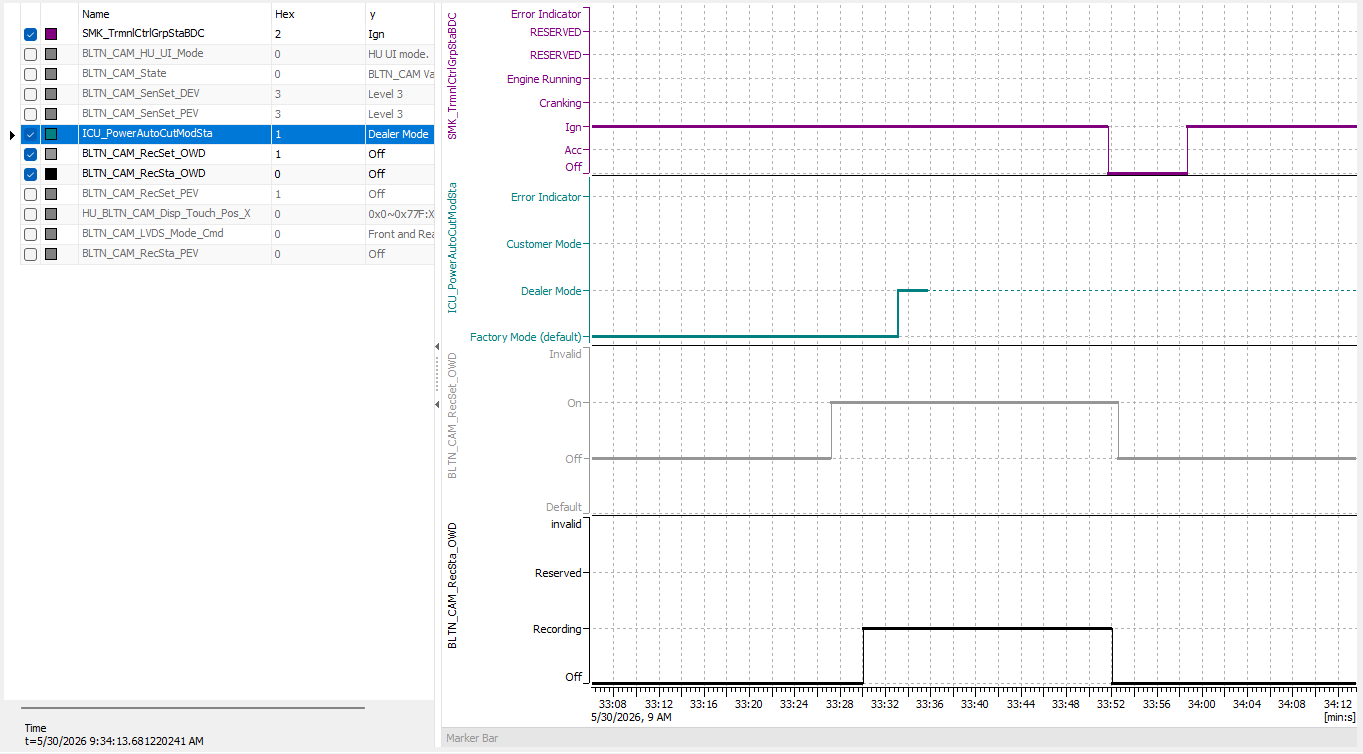 Name Hex y
SMK_TrmnlCtrlGrpStaBDC 2 Ign
BLTN_CAM_HU_UI_Mode 0 HU UI mode.
BLTN_CAM_State 0 BLTN_CAM Va
BLTN_CAM_SenSet_DEV 3 Level 3
BLTN_CAM_SenSet_PEV 3 Level 3
ICU_PowerAutoCutModSta 1 Dealer Mode
BLTN_CAM_RecSet_OWD 1 Off
BLTN_CAM_RecSta_OWD 0 Off
BLTN_CAM_RecSet_PEV 1 Off
HU_BLTN_CAM_Disp_Touch_Pos_X 0 0x0~0x77F:X
BLTN_CAM_LVDS_Mode_Cmd 0 Front and Rea
BLTN_CAM_RecSta_PEV 0 Off
Time
t=5/30/2026 9:34:13.681220241 AM
SMK_TrmnlCtrlGrpStaBDC
Error Indicator
RESERVED
RESERVED
Engine Running
Cranking
Ign
Acc
Off
ICU_PowerAutoCutModSta
Error Indicator
Customer Mode
Dealer Mode
Factory Mode (default)
BLTN_CAM_RecSet_OWD
Invalid
On
Off
Default
BLTN_CAM_RecSta_OWD
invalid
Reserved
Recording
Off
33:08 33:12 33:16 33:20 33:24 33:28 33:32 33:36 33:40 33:44 33:48 33:52 33:56 34:00 34:04 34:08 34:12
5/30/2026, 9 AM [min:s]
Marker Bar